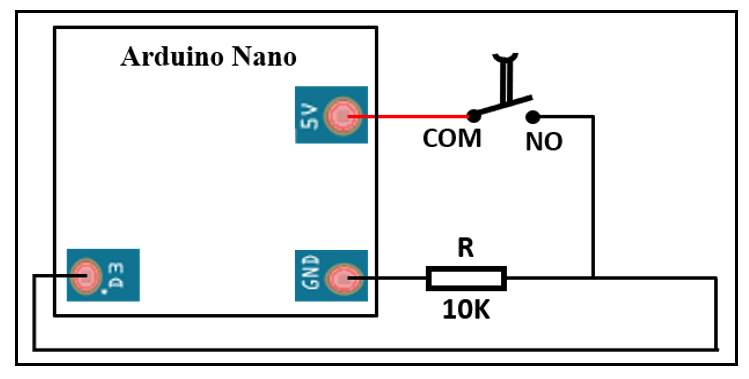 Arduino Nano
5V
COM
NO
D3
GND
R
10K